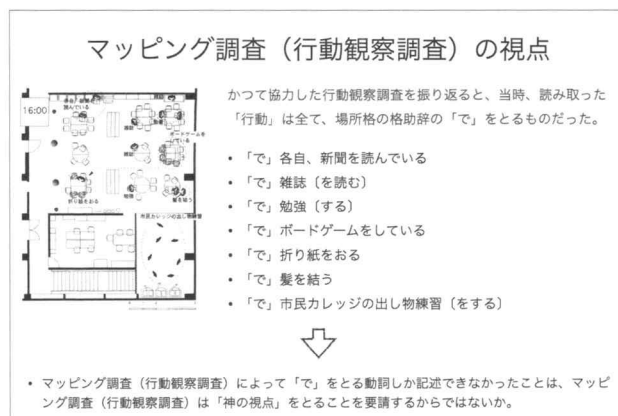 マッピング調査（行動観察調査）の視点
16:00
読んでいる
ボードゲームを
している
折り紙をおる
髪を結う
市民カレッジの出し物練習
かつて協力した行動観察調査を振り返ると、当時、読み取った
「行動」は全て、場所格の格助辞の「で」をとるものだった。
• 「で」各自、新聞を読んでいる
• 「で」雑誌〔を読む〕
• 「で」勉強〔する〕
• 「で」ボードゲームをしている
• 「で」折り紙をおる
• 「で」髪を結う
• 「で」市民カレッジの出し物練習〔をする〕
• マッピング調査（行動観察調査）によって「で」をとる動詞しか記述できなかったことは、マッピ
ング調査（行動観察調査）は「神の視点」をとることを要請するからではないか。